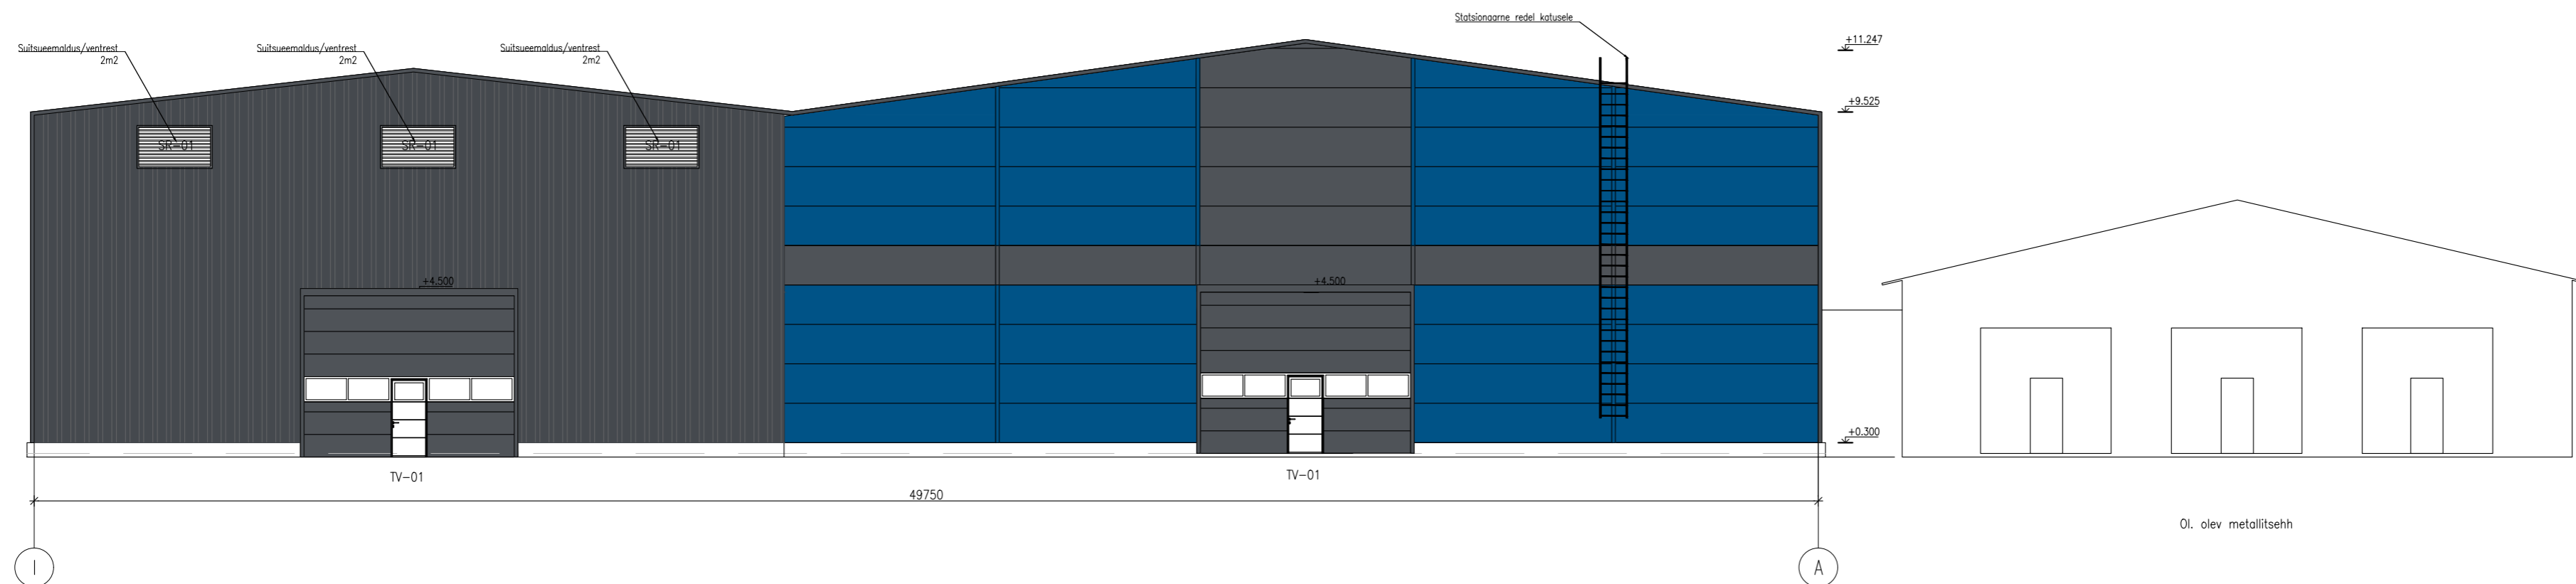 Statsionaarne redel katusele
Suitsueemaldus/ventrest
2m2
Suitsueemaldus/ventrest
2m2
Suitsueemaldus/ventrest
2m2
+11.247
+9.525
SR-01
SR-01
SR-01
+4.500
+4.500
+0.300
TV-01
TV-01
49750
Ol. olev metallitsehh
I
A